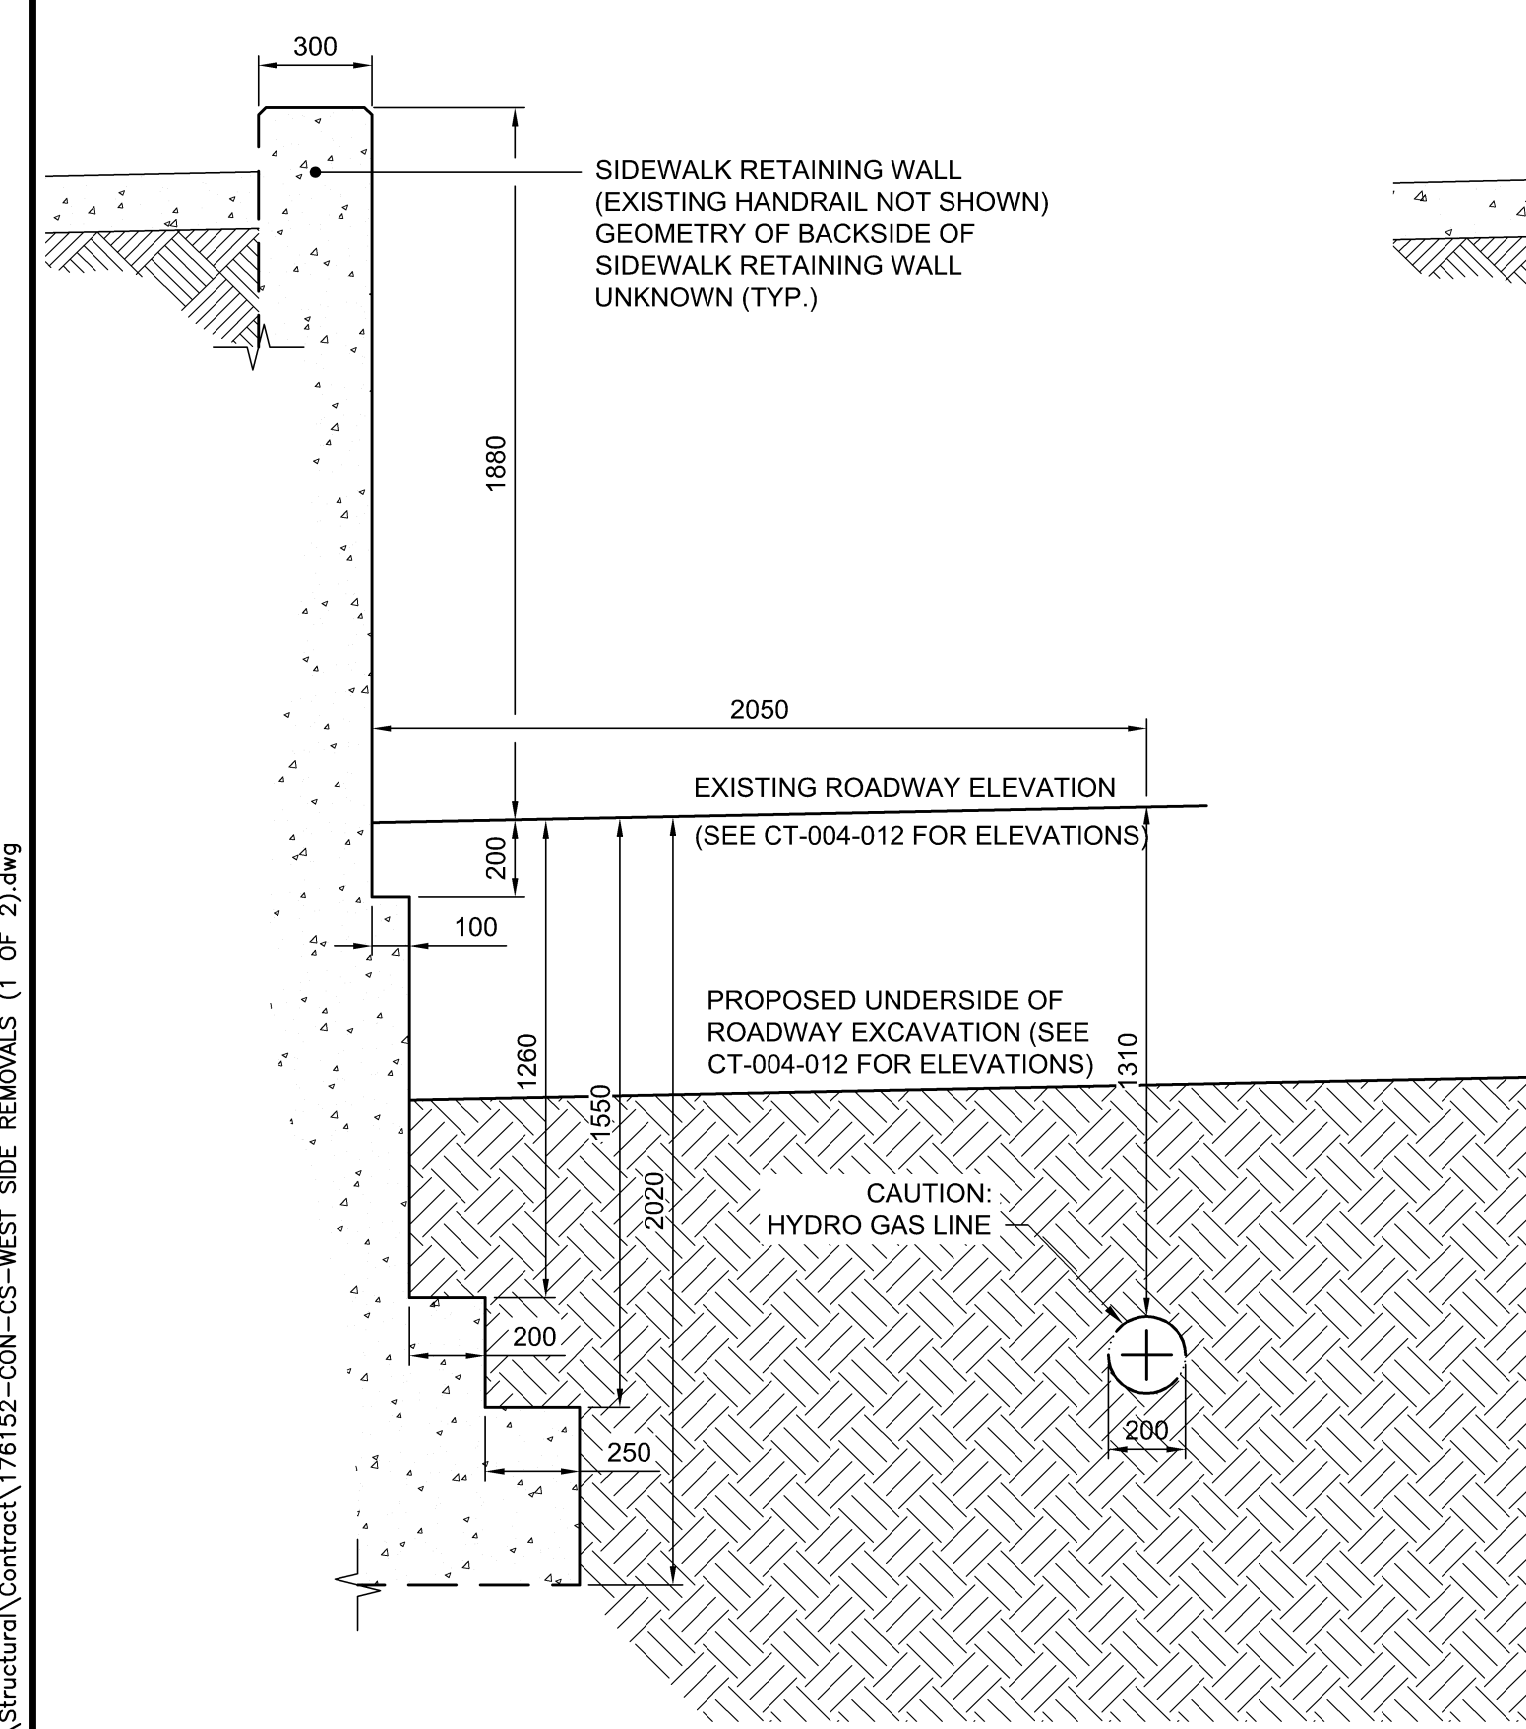 300
SIDEWALK RETAINING WALL
(EXISTING HANDRAIL NOT SHOWN)
GEOMETRY OF BACKSIDE OF
SIDEWALK RETAINING WALL
UNKNOWN (TYP.)
1880
2050
EXISTING ROADWAY ELEVATION
(SEE CT-004-012 FOR ELEVATIONS)
200
100
PROPOSED UNDERSIDE OF
ROADWAY EXCAVATION (SEE
CT-004-012 FOR ELEVATIONS)
1260
1310
1550
2020
CAUTION:
HYDRO GAS LINE
200
200
250
\Structural\Contract\176152-CON-CS-WEST SIDE REMOVALS (1 OF 2).dwg